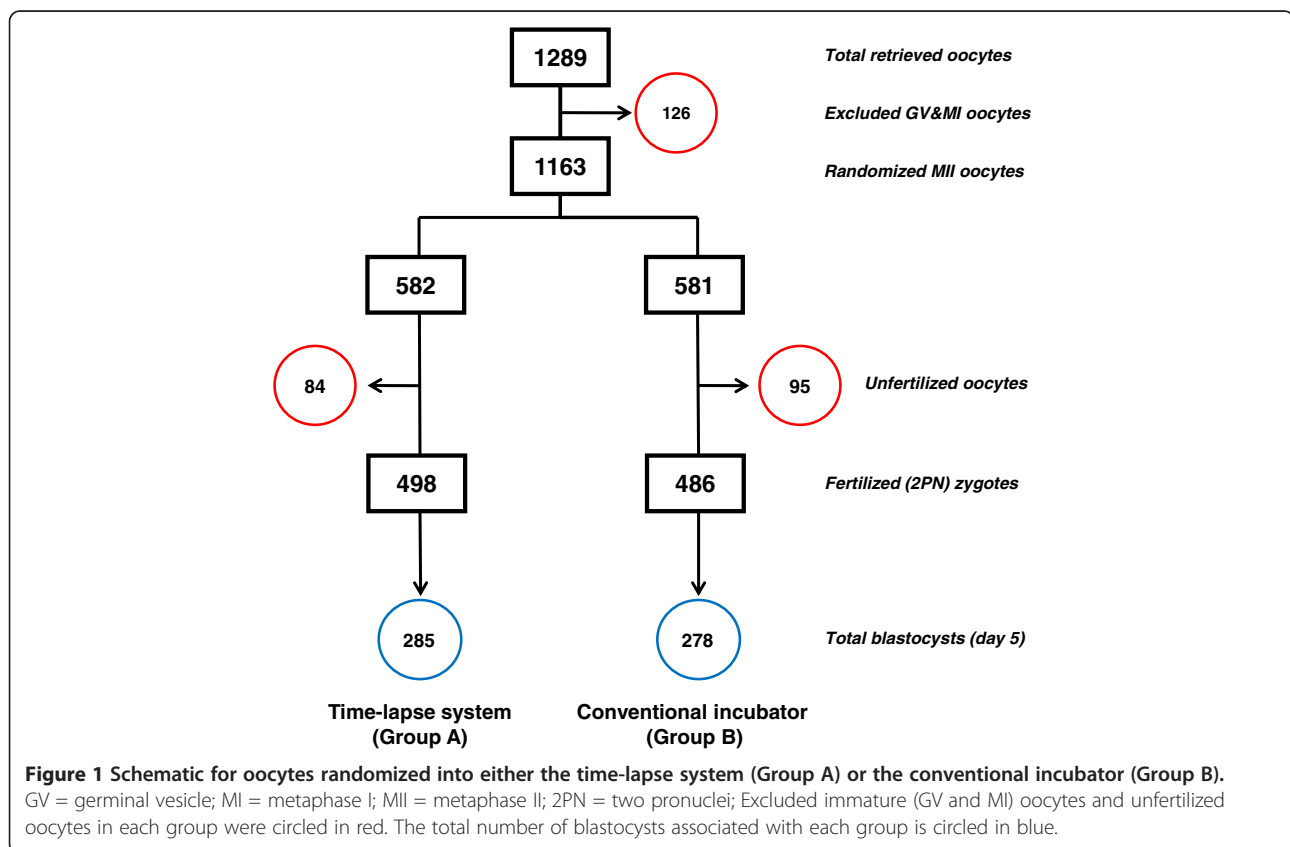 1289
Total retrieved oocytes
126
Excluded GV&MI oocytes
1163
Randomized MII oocytes
582
581
84
95
Unfertilized oocytes
498
486
Fertilized (2PN) zygotes
285
278
Total blastocysts (day 5)
Time-lapse system
(Group A)
Conventional incubator
(Group B)
Figure 1 Schematic for oocytes randomized into either the time-lapse system (Group A) or the conventional incubator (Group B).
GV = germinal vesicle; MI = metaphase I; MII = metaphase II; 2PN = two pronuclei; Excluded immature (GV and MI) oocytes and unfertilized
oocytes in each group were circled in red. The total number of blastocysts associated with each group is circled in blue.